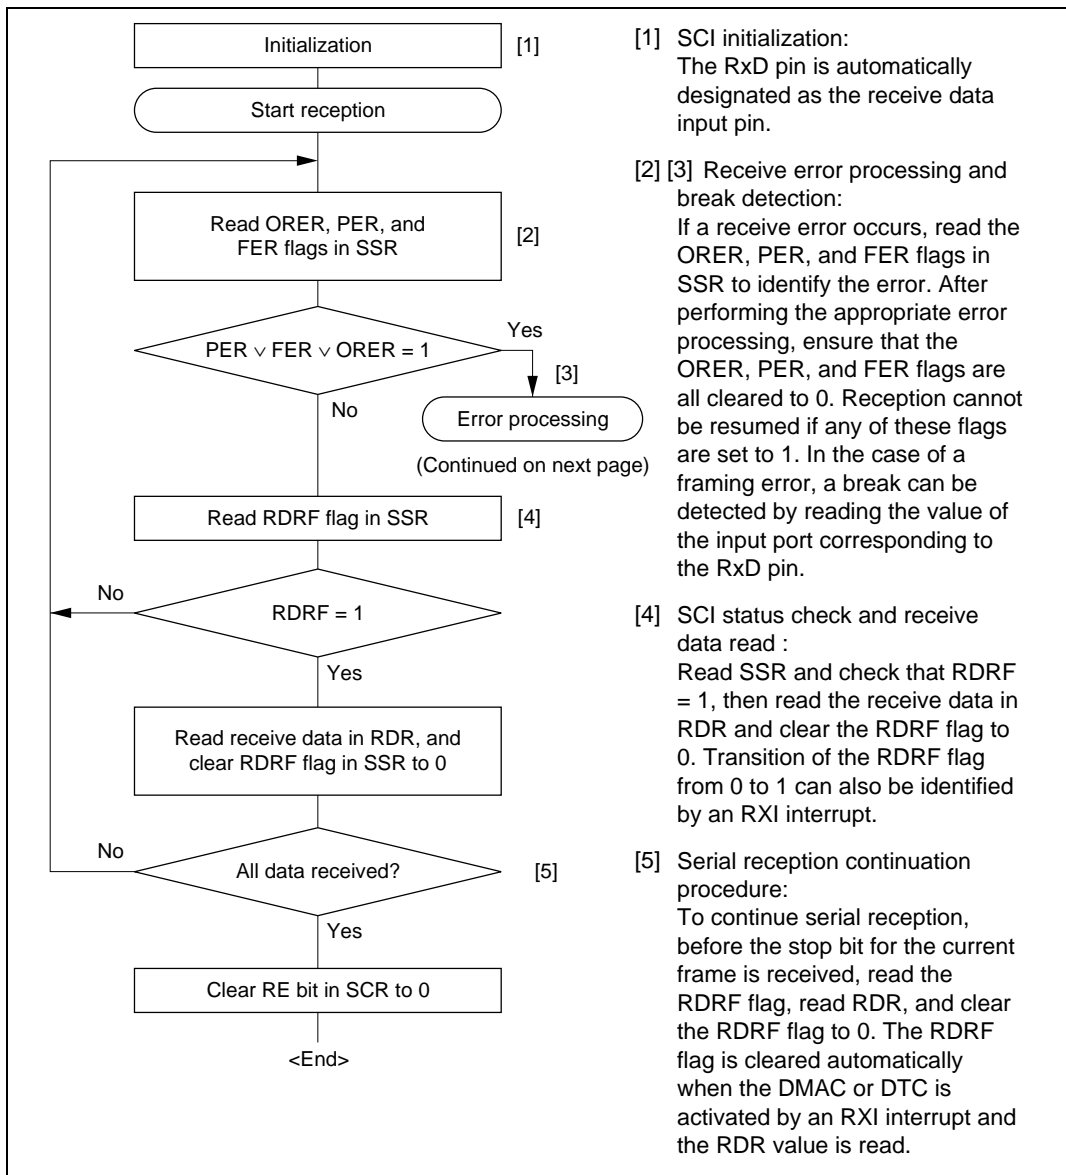 Initialization
[1]
Start reception
Read ORER, PER, and
FER flags in SSR
[2]
PER ∨ FER ∨ ORER = 1
Yes
[3]
No
Error processing
(Continued on next page)
Read RDRF flag in SSR
[4]
No
RDRF = 1
Yes
Read receive data in RDR, and
clear RDRF flag in SSR to 0
No
All data received?
[5]
Yes
Clear RE bit in SCR to 0
<End>
[1] SCI initialization:
The RxD pin is automatically
designated as the receive data
input pin.
[2] [3] Receive error processing and
break detection:
If a receive error occurs, read the
ORER, PER, and FER flags in
SSR to identify the error. After
performing the appropriate error
processing, ensure that the
ORER, PER, and FER flags are
all cleared to 0. Reception cannot
be resumed if any of these flags
are set to 1. In the case of a
framing error, a break can be
detected by reading the value of
the input port corresponding to
the RxD pin.
[4] SCI status check and receive
data read :
Read SSR and check that RDRF
= 1, then read the receive data in
RDR and clear the RDRF flag to
0. Transition of the RDRF flag
from 0 to 1 can also be identified
by an RXI interrupt.
[5] Serial reception continuation
procedure:
To continue serial reception,
before the stop bit for the current
frame is received, read the
RDRF flag, read RDR, and clear
the RDRF flag to 0. The RDRF
flag is cleared automatically
when the DMAC or DTC is
activated by an RXI interrupt and
the RDR value is read.